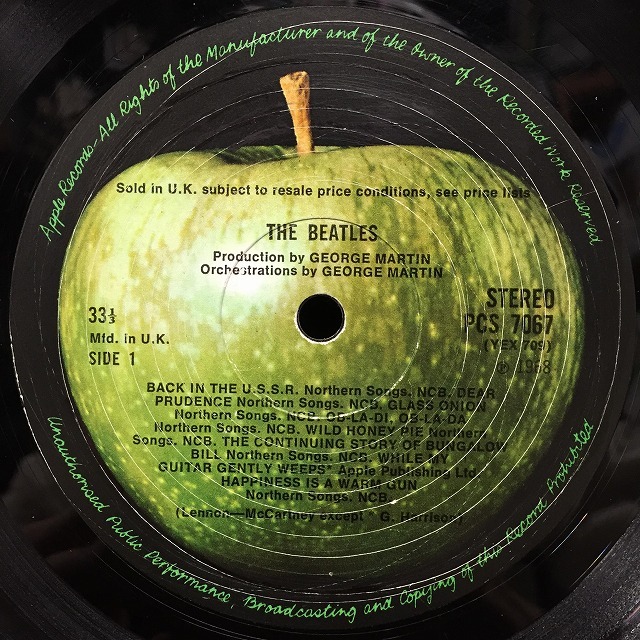 Apple Records-All Rights of the Manufacturer and of the Owner of the Recorded Work Reserved
Sold in U.K. subject to resale price conditions, see price lists
THE BEATLES
Production by GEORGE MARTIN
Orchestrations by GEORGE MARTIN
33⅓
Mfd. in U.K.
SIDE 1
STEREO
PCS 7067
(YEX 709)
℗ 1968
BACK IN THE U.S.S.R. Northern Songs. NCB. DEAR
PRUDENCE Northern Songs. NCB. GLASS ONION
Northern Songs. NCB. OB-LA-DI, OB-LA-DA
Northern Songs. NCB. WILD HONEY PIE Northern
Songs. NCB. THE CONTINUING STORY OF BUNGALOW
BILL Northern Songs. NCB. WHILE MY
GUITAR GENTLY WEEPS* Apple Publishing Ltd.
HAPPINESS IS A WARM GUN
Northern Songs. NCB.
(Lennon—McCartney except * G. Harrison)
Unauthorised Public Performance, Broadcasting and Copying of this Record Prohibited